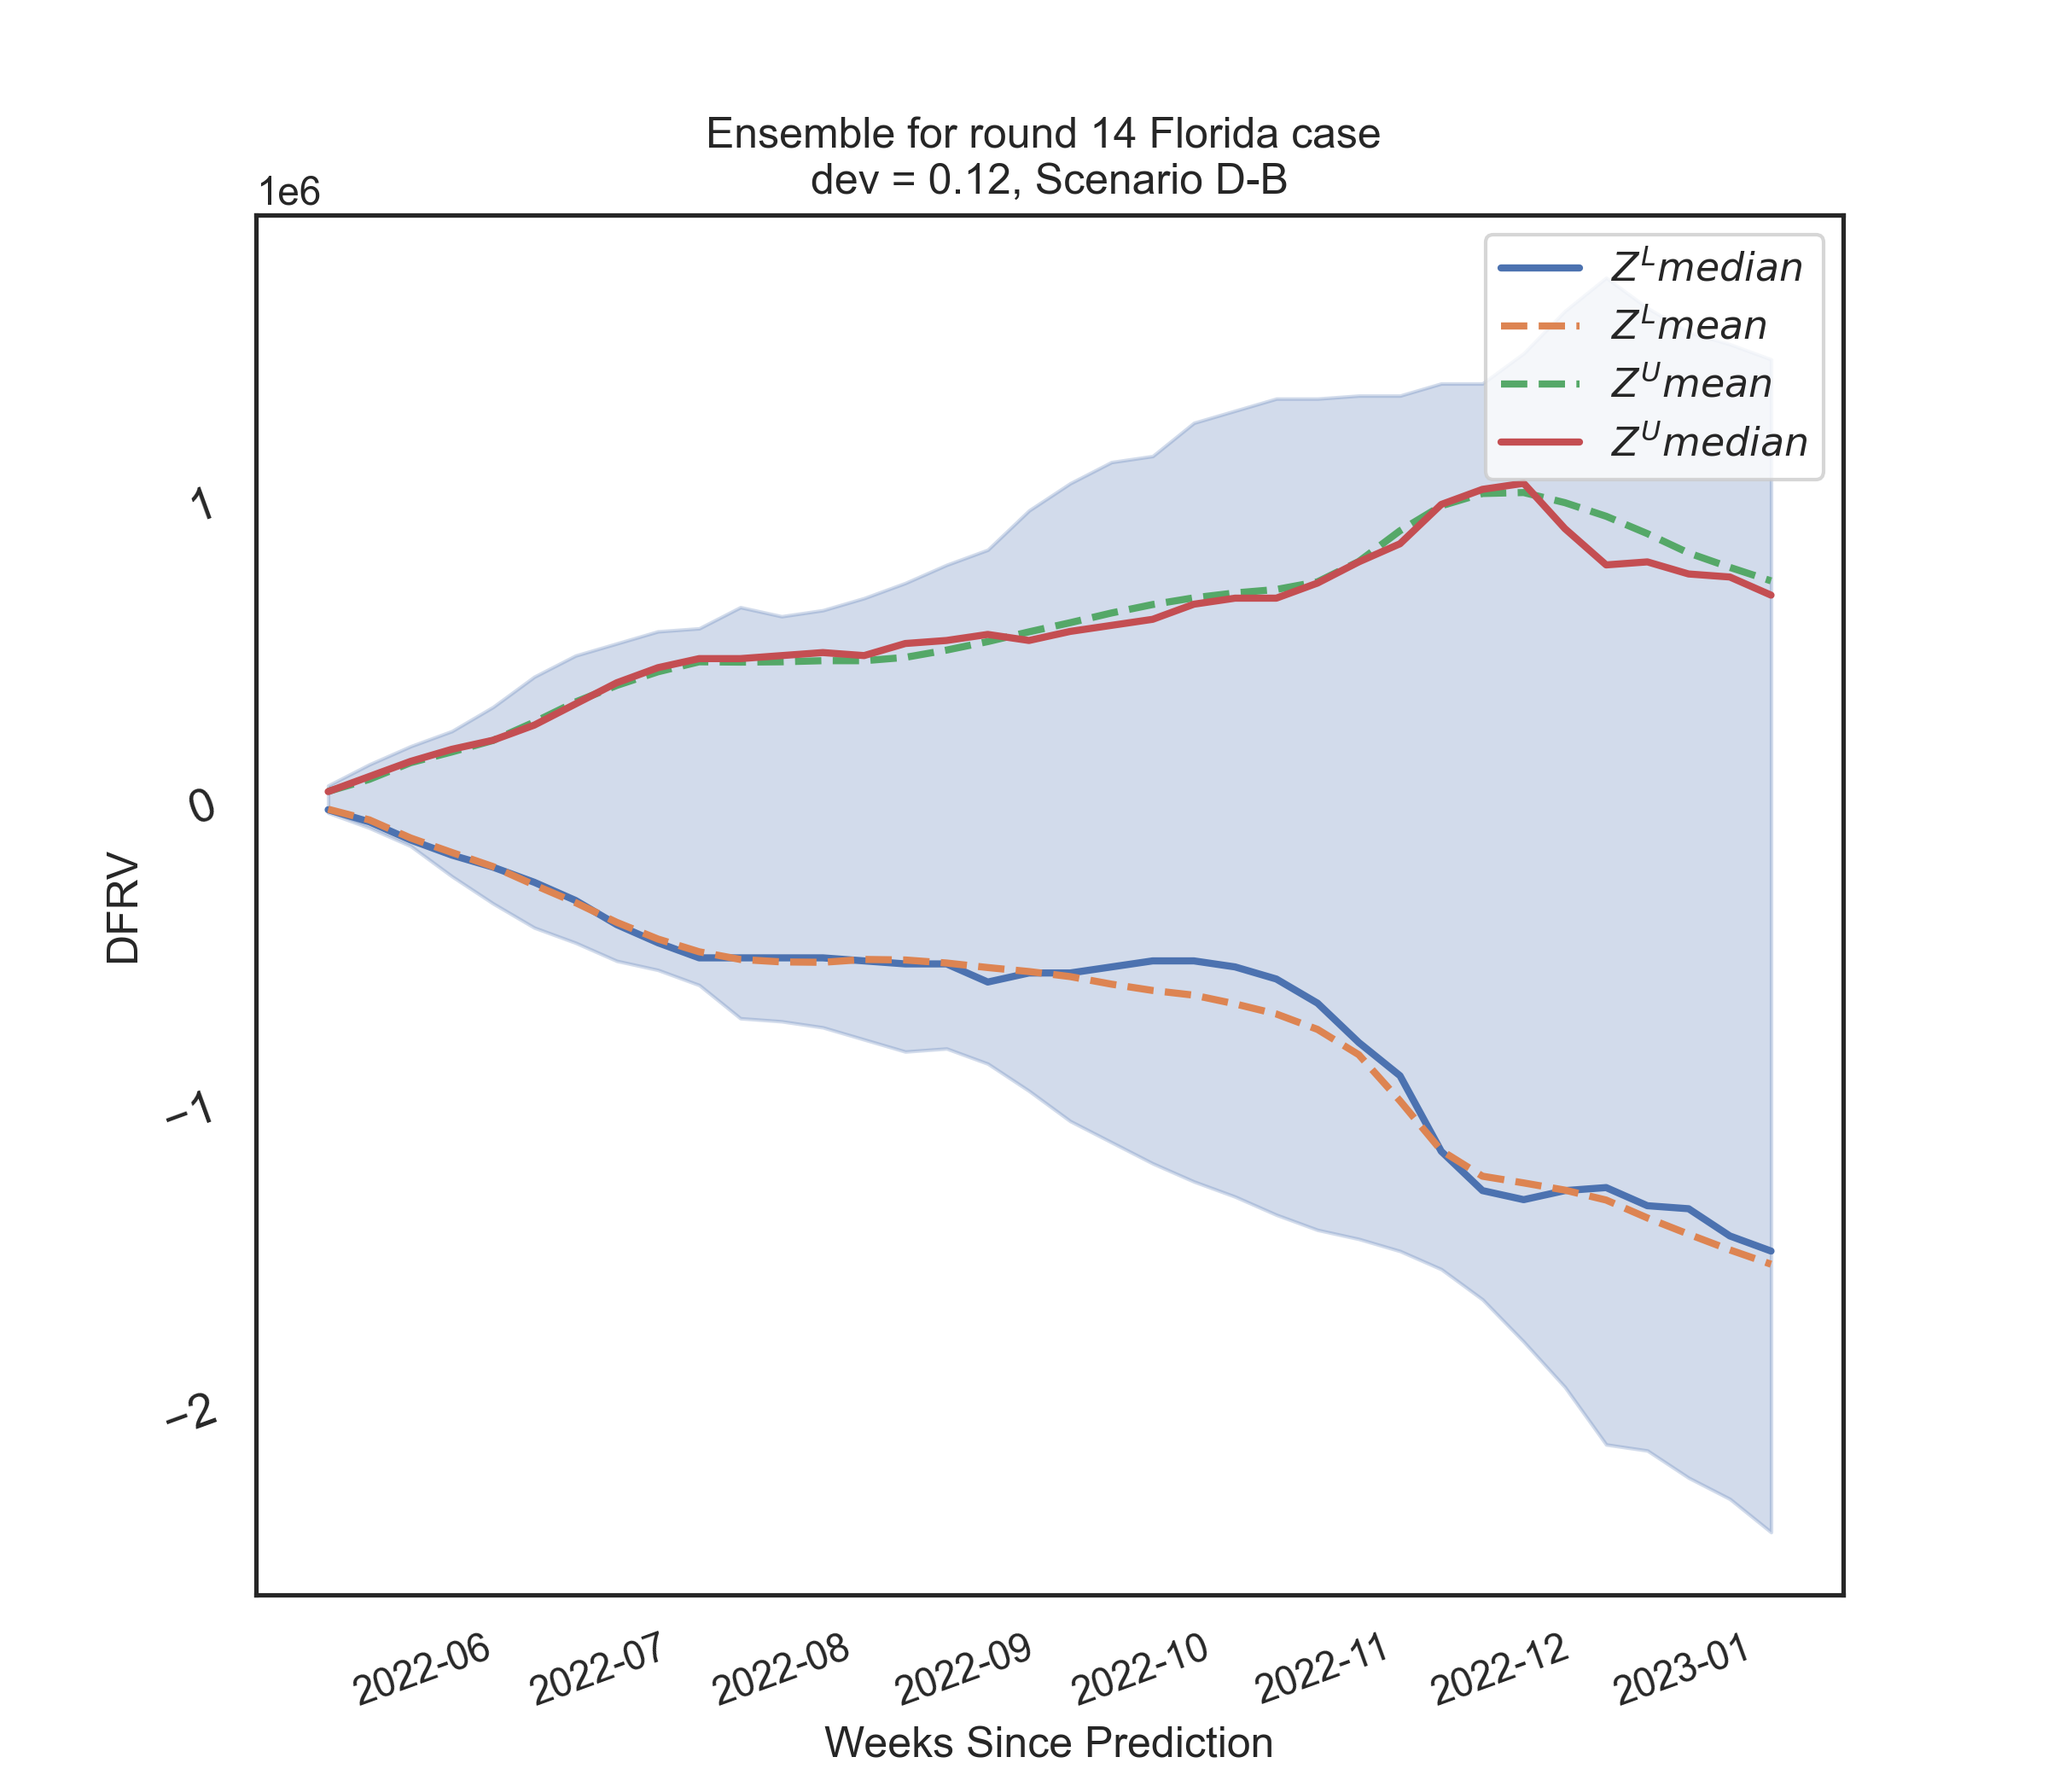 Ensemble for round 14 Florida case
dev = 0.12, Scenario D-B
1e6
Z^L median
Z^L mean
Z^U mean
Z^U median
1
0
−1
−2
DFRV
2022-06
2022-07
2022-08
2022-09
2022-10
2022-11
2022-12
2023-01
Weeks Since Prediction